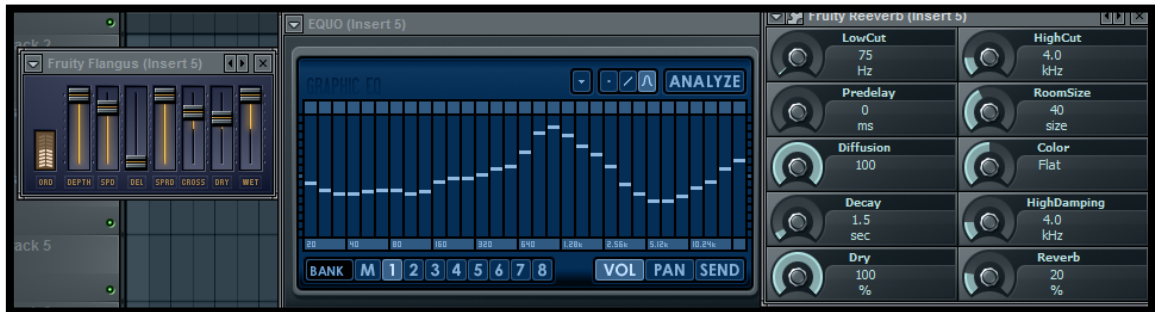 ack 2
Fruity Flangus (Insert 5)
ORD DEPTH SPD DEL SPRD CROSS DRY WET
ack 5
EQUO (Insert 5)
GRAPHIC EQ
ANALYZE
20 40 80 160 320 640 1.28k 2.56k 5.12k 10.24k
BANK M 1 2 3 4 5 6 7 8 VOL PAN SEND
Fruity Reeverb (Insert 5)
LowCut
75
Hz
HighCut
4.0
kHz
Predelay
0
ms
RoomSize
40
size
Diffusion
100
Color
Flat
Decay
1.5
sec
HighDamping
4.0
kHz
Dry
100
%
Reverb
20
%